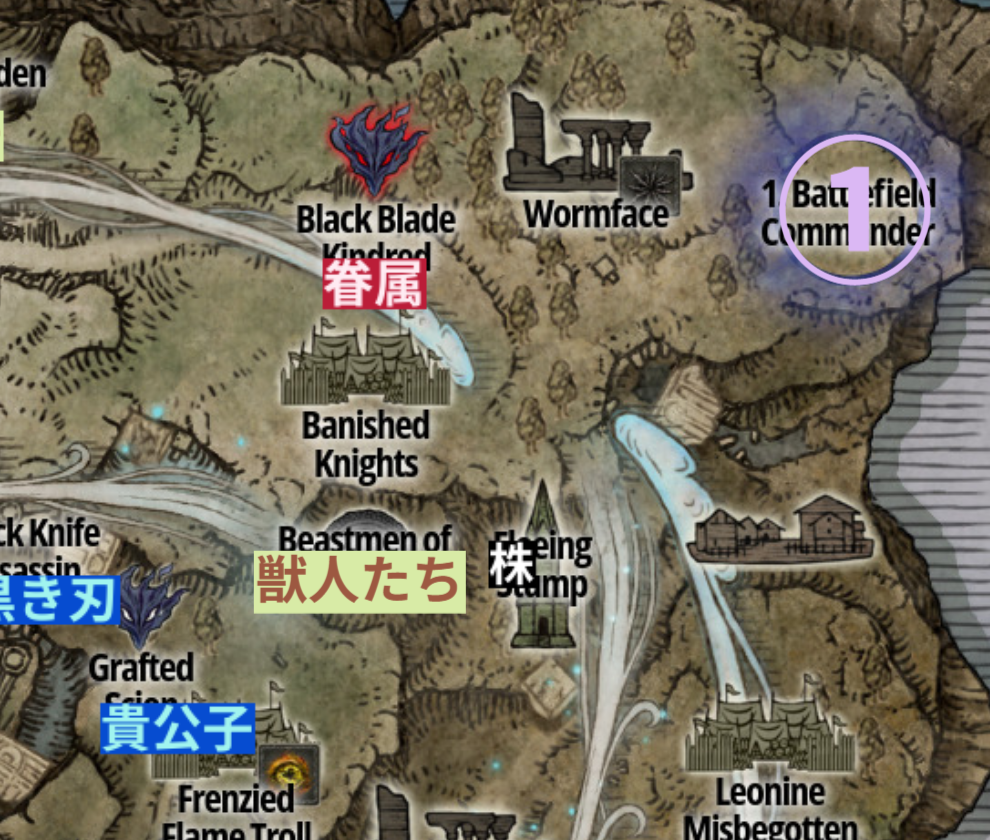 den
Black Blade
Kindred
眷属
Wormface
1. Battlefield
Commander
1
Banished
Knights
ck Knife
ssassin
黒き刃
Beastmen of
獣人たち
Fleeing
Stump
株
Grafted
Scion
貴公子
Frenzied
Flame Troll
Leonine
Misbegotten